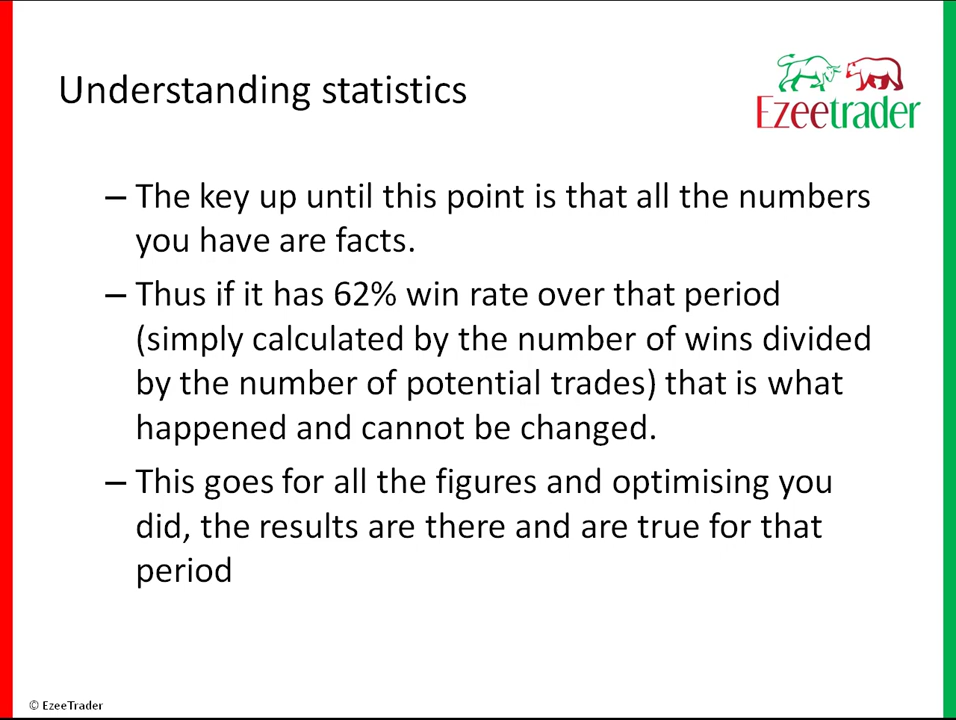 Understanding statistics
Ezeetrader
– The key up until this point is that all the numbers
you have are facts.
– Thus if it has 62% win rate over that period
(simply calculated by the number of wins divided
by the number of potential trades) that is what
happened and cannot be changed.
– This goes for all the figures and optimising you
did, the results are there and are true for that
period
© EzeeTrader